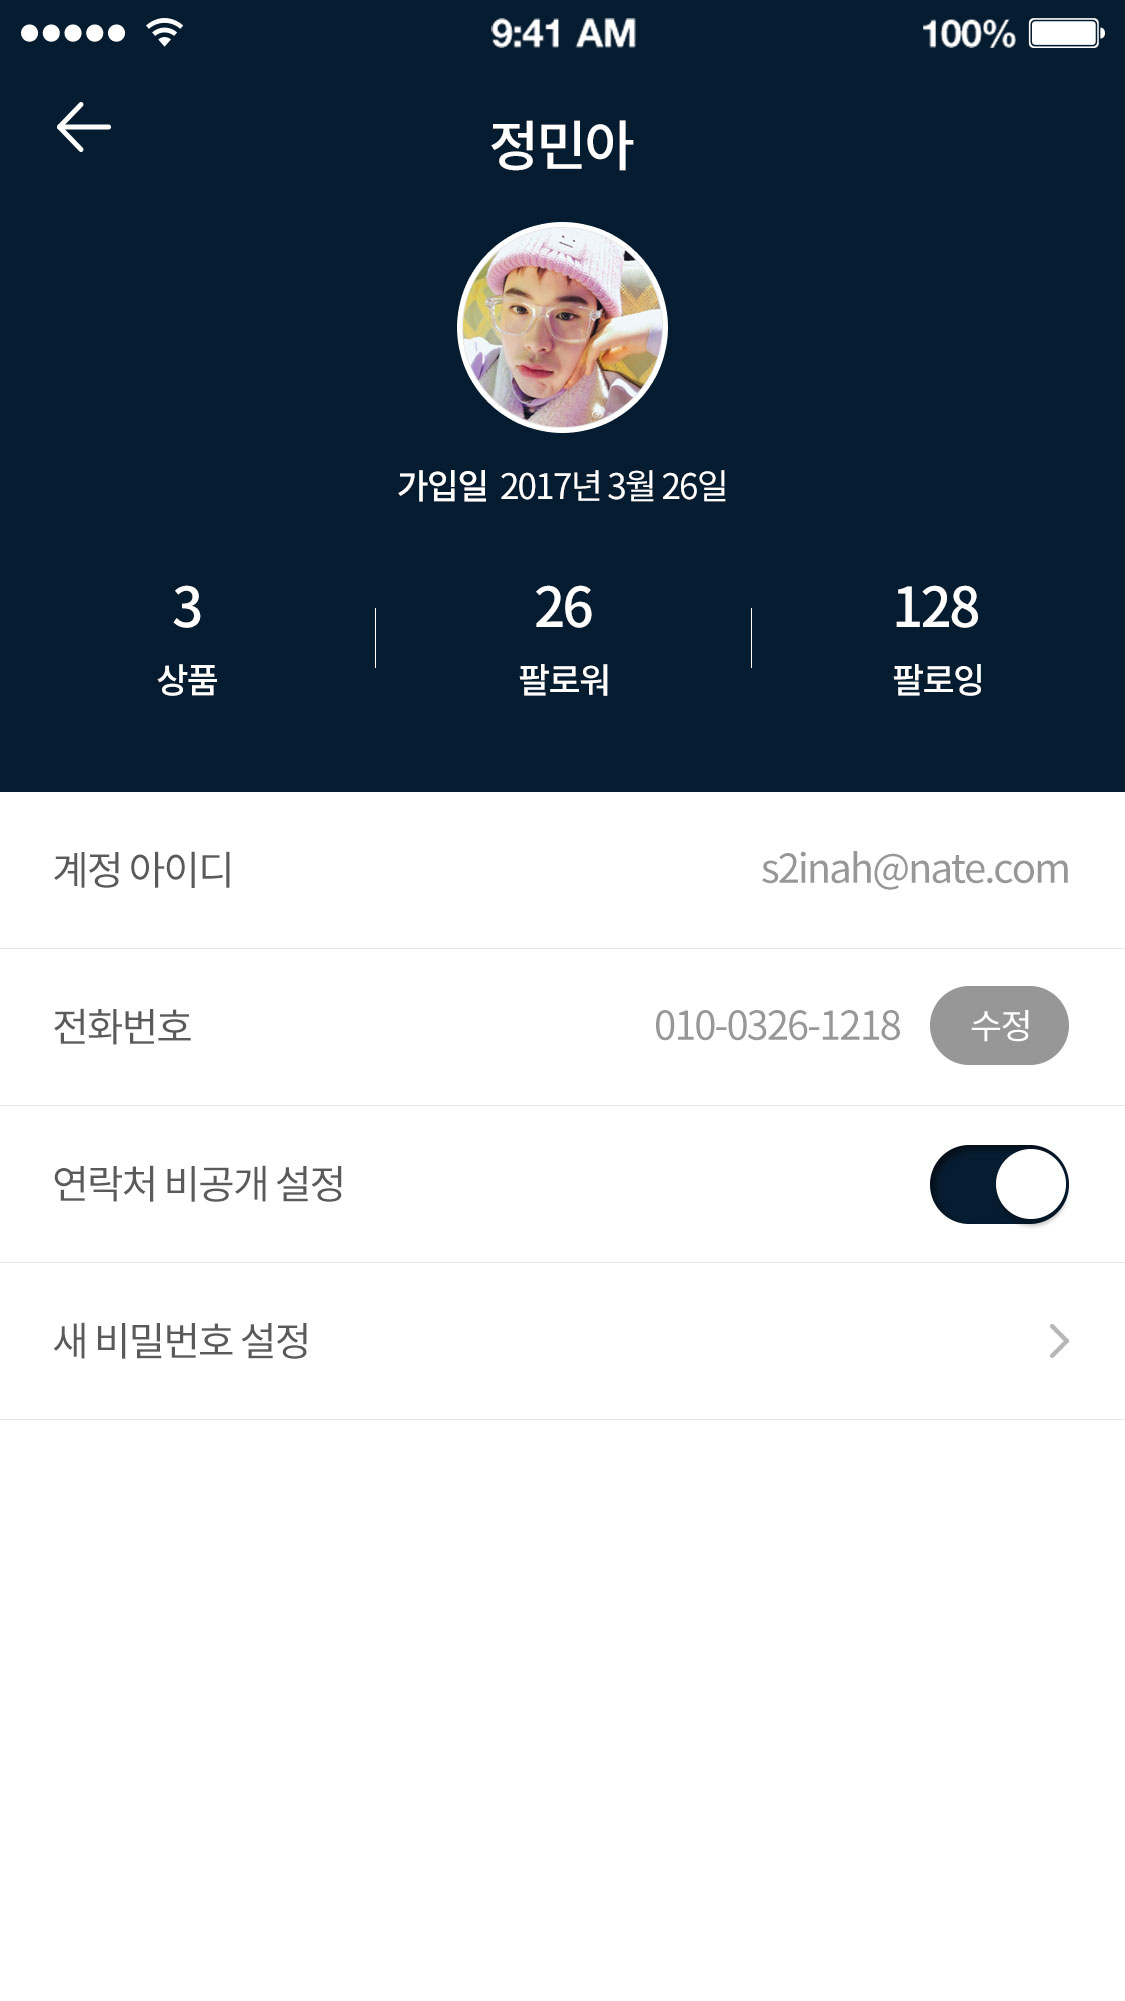 9:41 AM 100%
정민아
가입일 2017년 3월 26일
3 26 128
상품 팔로워 팔로잉
계정 아이디 s2inah@nate.com
전화번호 010-0326-1218 수정
연락처 비공개 설정
새 비밀번호 설정